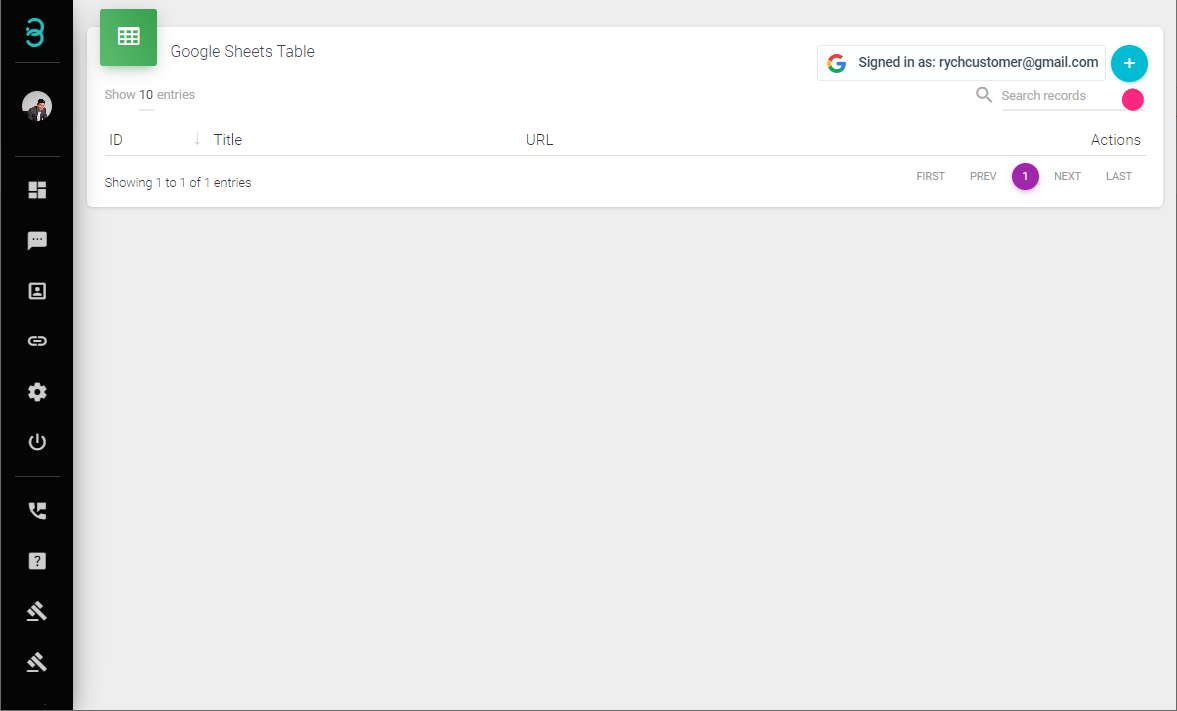 Google Sheets Table
Signed in as: rychcustomer@gmail.com
+
Show 10 entries
Search records
ID ↓ Title URL Actions
Showing 1 to 1 of 1 entries
FIRST PREV 1 NEXT LAST